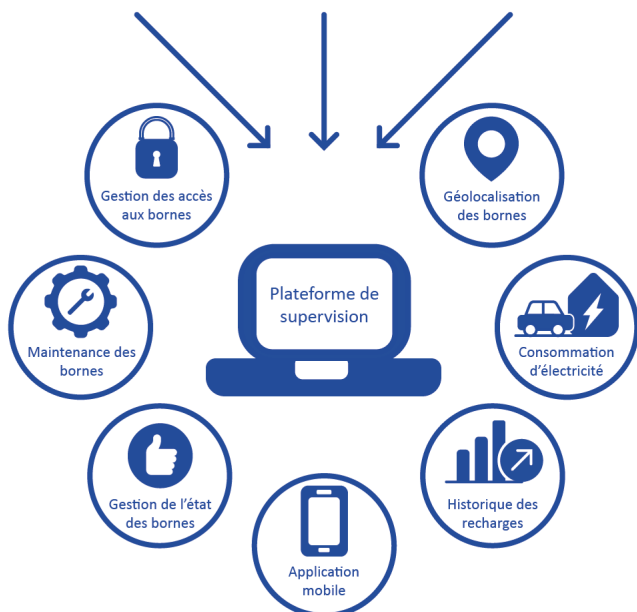 Gestion des accès
aux bornes
Géolocalisation
des bornes
Plateforme de
supervision
Maintenance des
bornes
Consommation
d’électricité
Gestion de l’état
des bornes
Historique des
recharges
Application
mobile